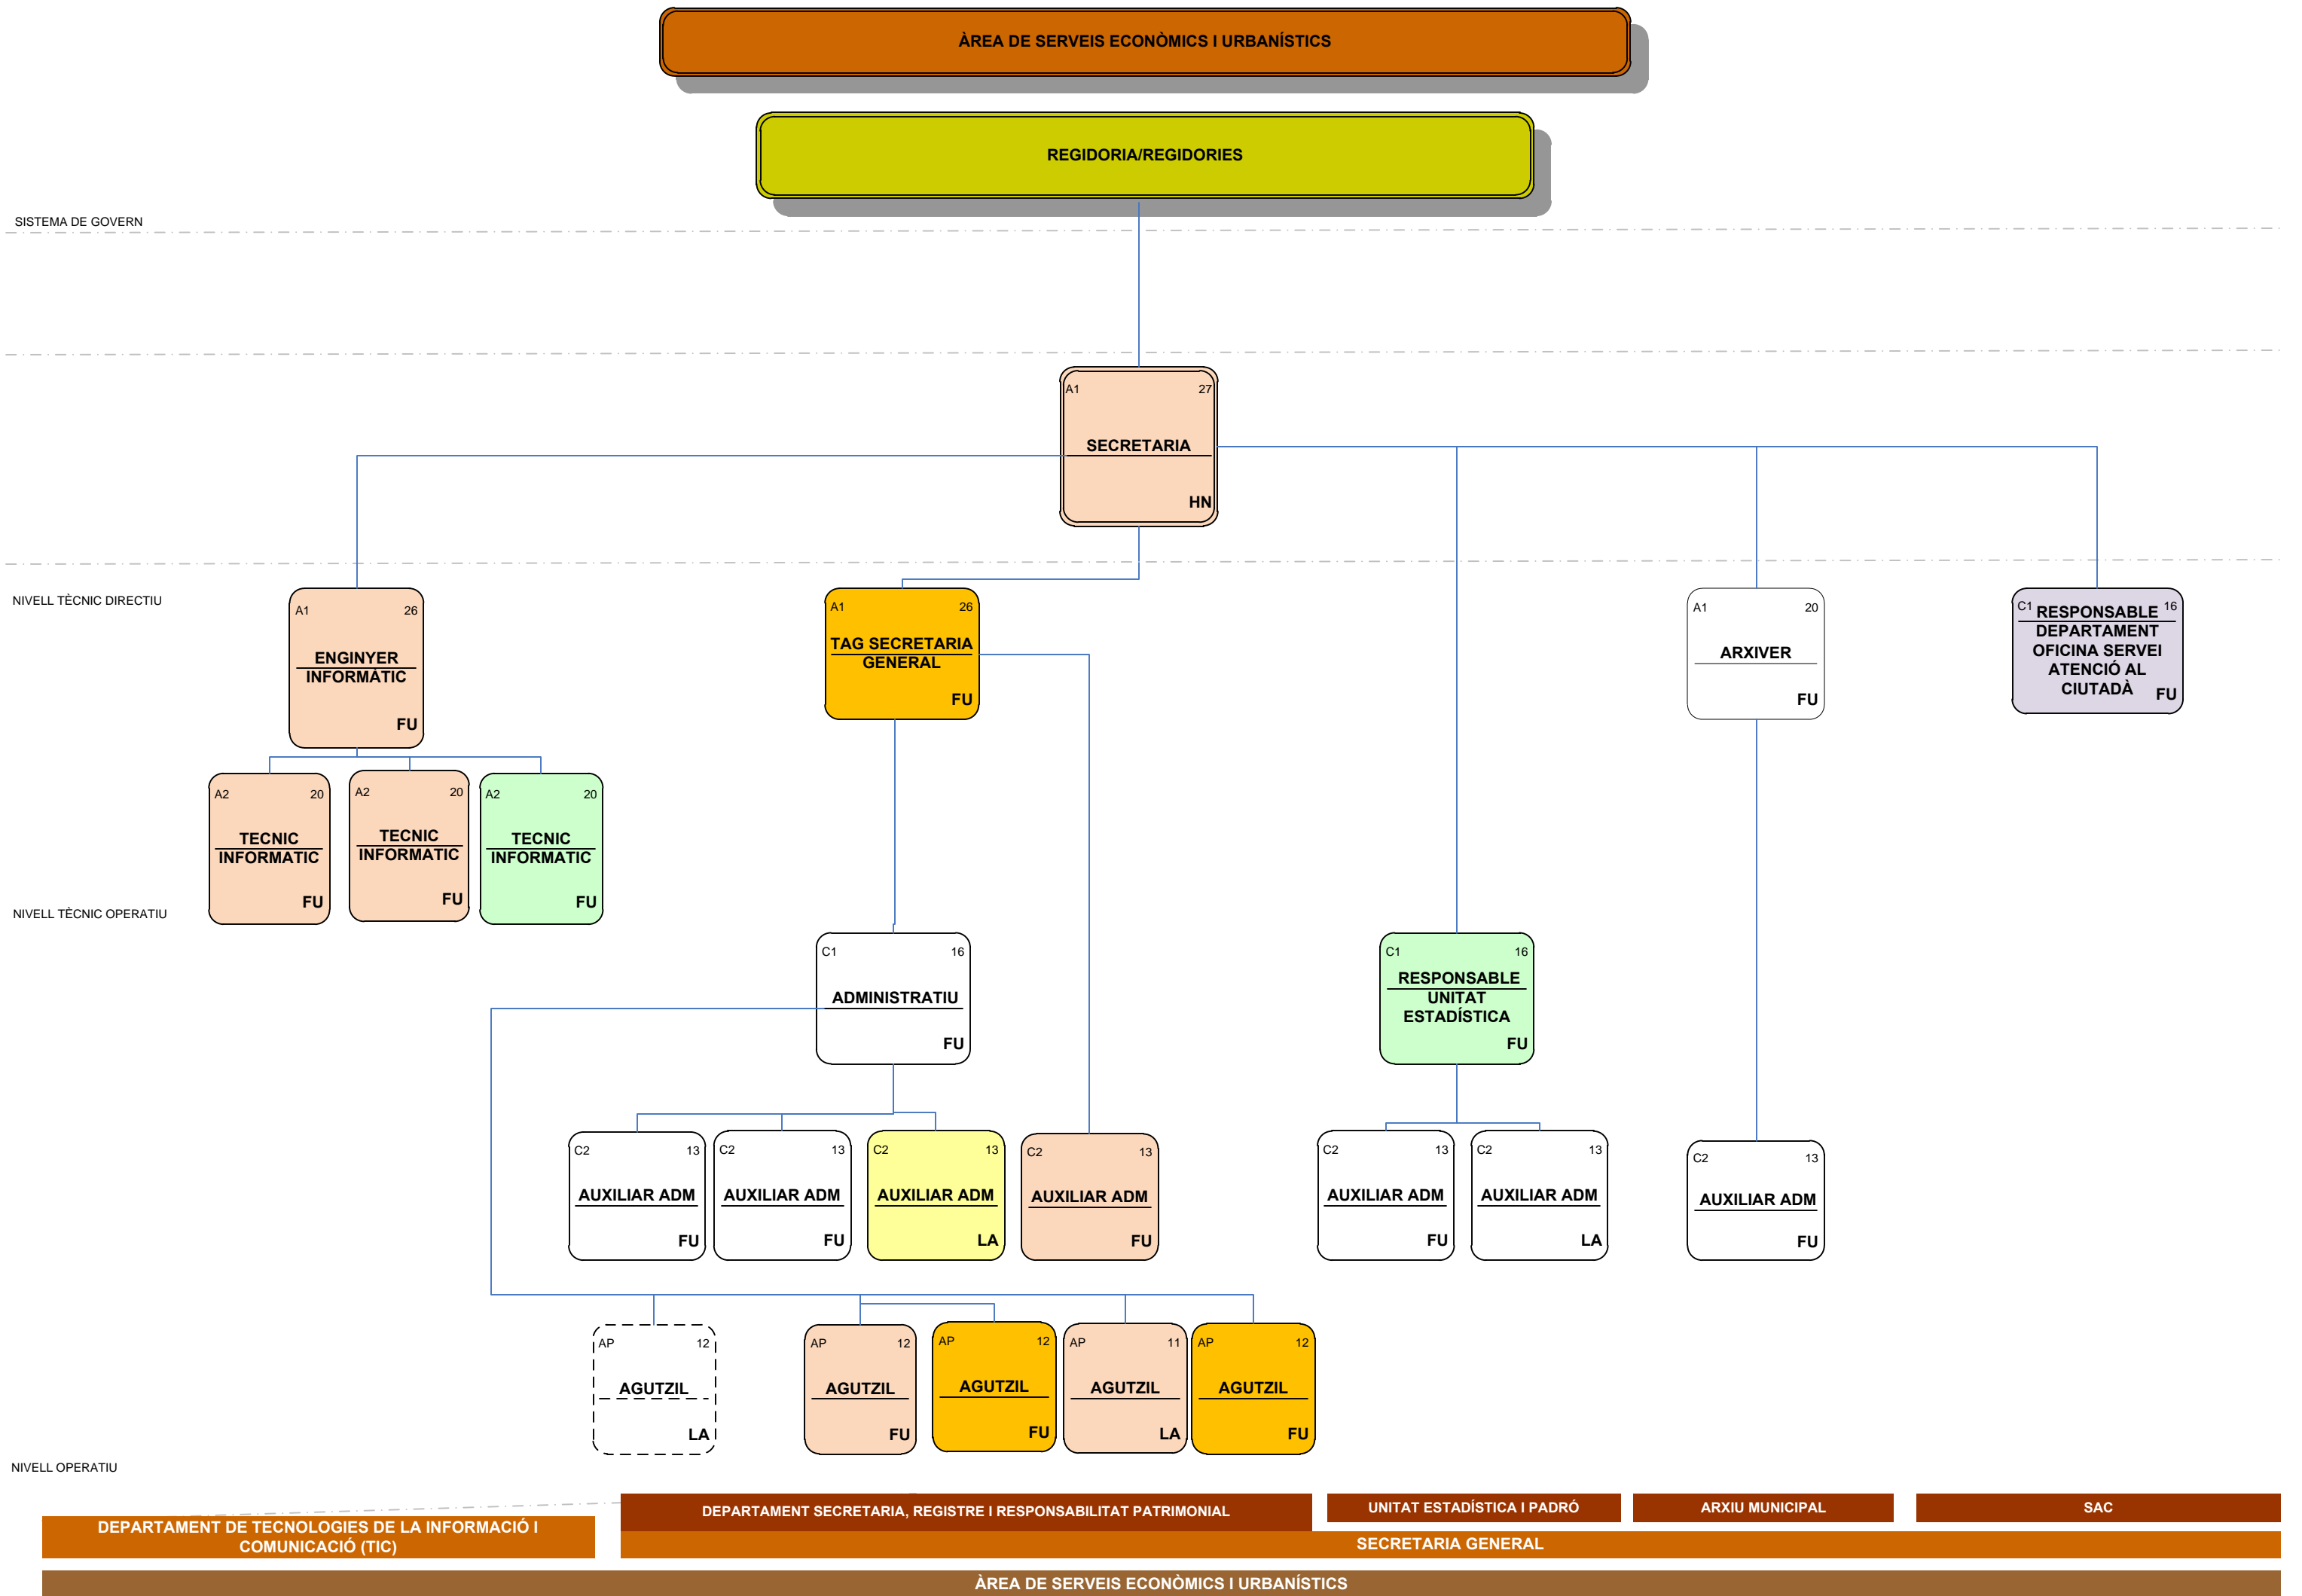 ÀREA DE SERVEIS ECONÒMICS I URBANÍSTICS
REGIDORIA/REGIDORIES
SISTEMA DE GOVERN
A1 27
SECRETARIA
HN
NIVELL TÈCNIC DIRECTIU
A1 26
ENGINYER
INFORMÀTIC
FU
A1 26
TAG SECRETARIA
GENERAL
FU
A1 20
ARXIVER
FU
C1 16
RESPONSABLE
DEPARTAMENT
OFICINA SERVEI
ATENCIÓ AL
CIUTADÀ
FU
A2 20
TECNIC
INFORMATIC
FU
A2 20
TECNIC
INFORMATIC
FU
A2 20
TECNIC
INFORMATIC
FU
NIVELL TÈCNIC OPERATIU
C1 16
ADMINISTRATIU
FU
C1 16
RESPONSABLE
UNITAT
ESTADÍSTICA
FU
C2 13
AUXILIAR ADM
FU
C2 13
AUXILIAR ADM
FU
C2 13
AUXILIAR ADM
LA
C2 13
AUXILIAR ADM
FU
C2 13
AUXILIAR ADM
FU
C2 13
AUXILIAR ADM
LA
C2 13
AUXILIAR ADM
FU
AP 12
AGUTZIL
LA
AP 12
AGUTZIL
FU
AP 12
AGUTZIL
FU
AP 11
AGUTZIL
LA
AP 12
AGUTZIL
FU
NIVELL OPERATIU
DEPARTAMENT SECRETARIA, REGISTRE I RESPONSABILITAT PATRIMONIAL
UNITAT ESTADÍSTICA I PADRÓ
ARXIU MUNICIPAL
SAC
DEPARTAMENT DE TECNOLOGIES DE LA INFORMACIÓ I
COMUNICACIÓ (TIC)
SECRETARIA GENERAL
ÀREA DE SERVEIS ECONÒMICS I URBANÍSTICS